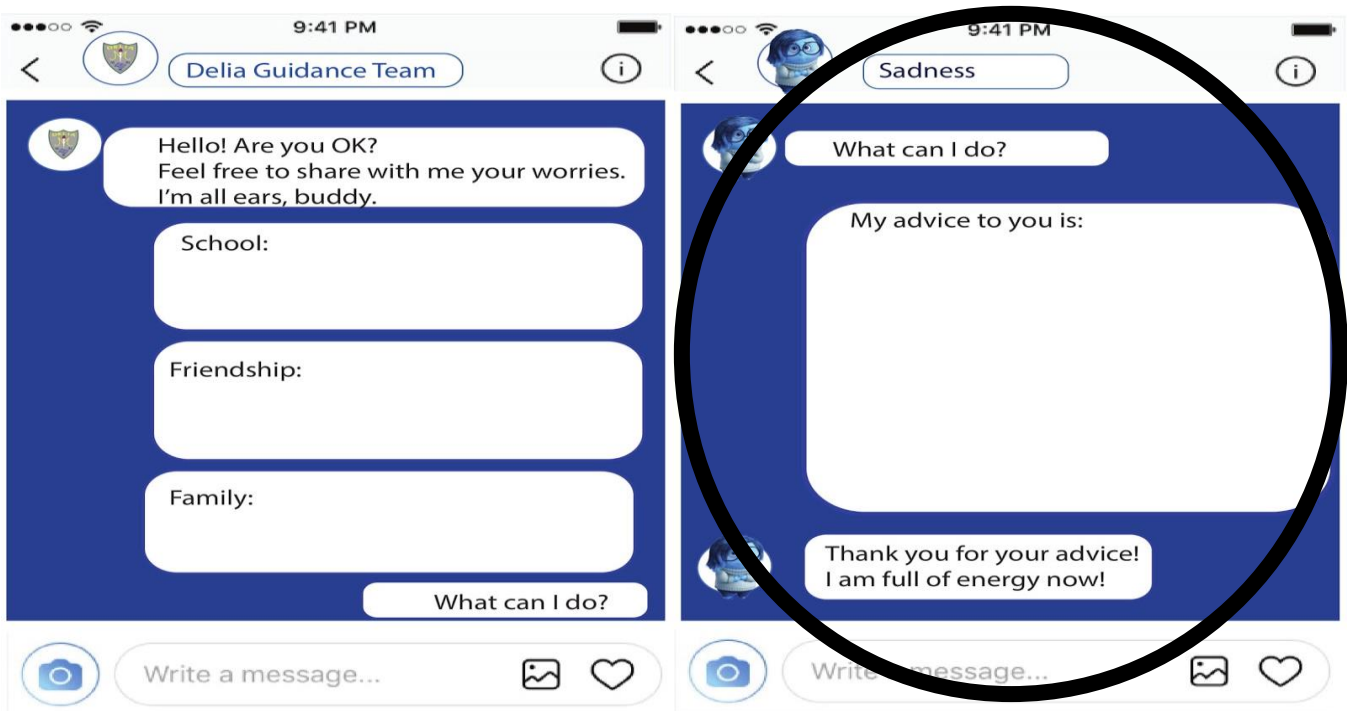 9:41 PM
Delia Guidance Team
Hello! Are you OK?
Feel free to share with me your worries.
I'm all ears, buddy.
School:
Friendship:
Family:
What can I do?
Write a message...
9:41 PM
Sadness
What can I do?
My advice to you is:
Thank you for your advice!
I am full of energy now!
Write a message...